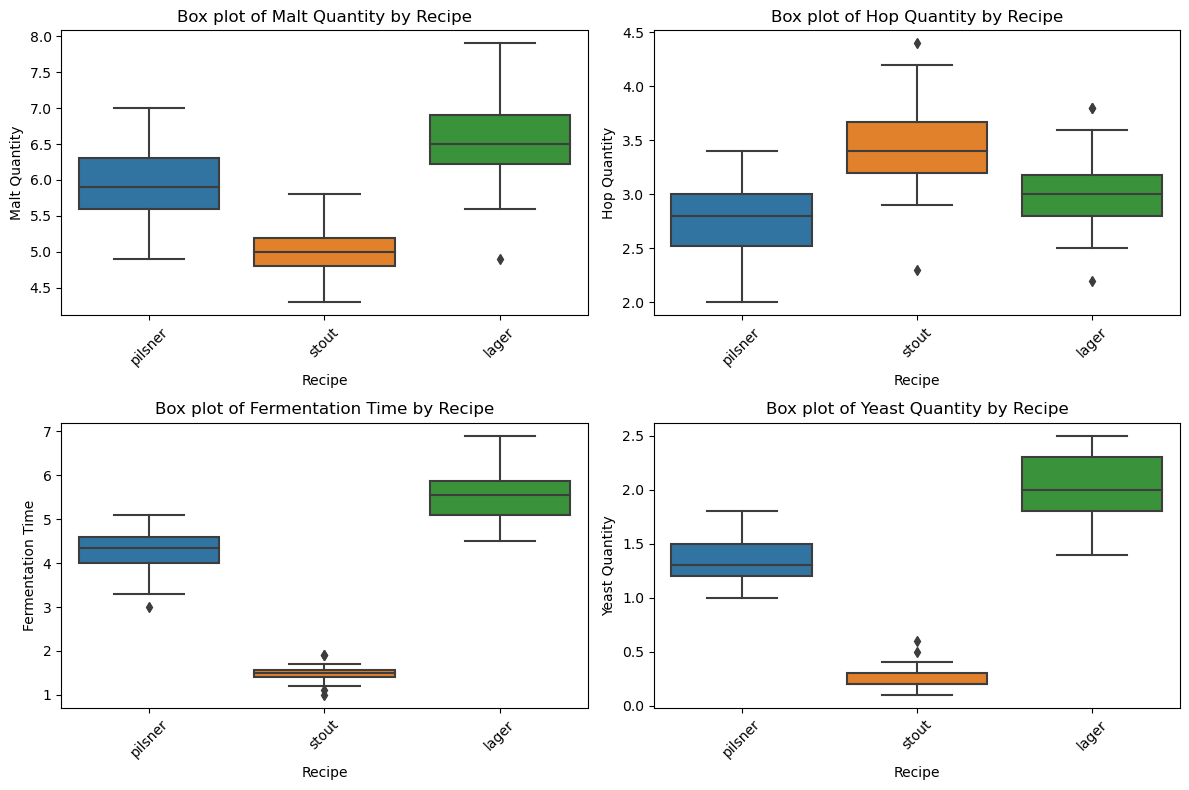 Box plot of Malt Quantity by Recipe
8.0
7.5
7.0
6.5
6.0
5.5
5.0
4.5
Malt Quantity
pilsner
stout
lager
Recipe
Box plot of Hop Quantity by Recipe
4.5
4.0
3.5
3.0
2.5
2.0
Hop Quantity
pilsner
stout
lager
Recipe
Box plot of Fermentation Time by Recipe
7
6
5
4
3
2
1
Fermentation Time
pilsner
stout
lager
Recipe
Box plot of Yeast Quantity by Recipe
2.5
2.0
1.5
1.0
0.5
0.0
Yeast Quantity
pilsner
stout
lager
Recipe